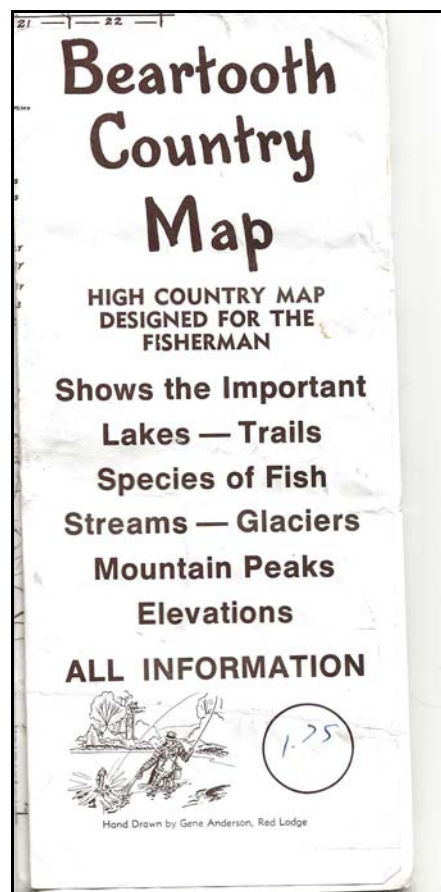 21
22
Beartooth
Country
Map
HIGH COUNTRY MAP
DESIGNED FOR THE
FISHERMAN
Shows the Important
Lakes — Trails
Species of Fish
Streams — Glaciers
Mountain Peaks
Elevations
ALL INFORMATION
1.75
Hand Drawn by Gene Anderson, Red Lodge